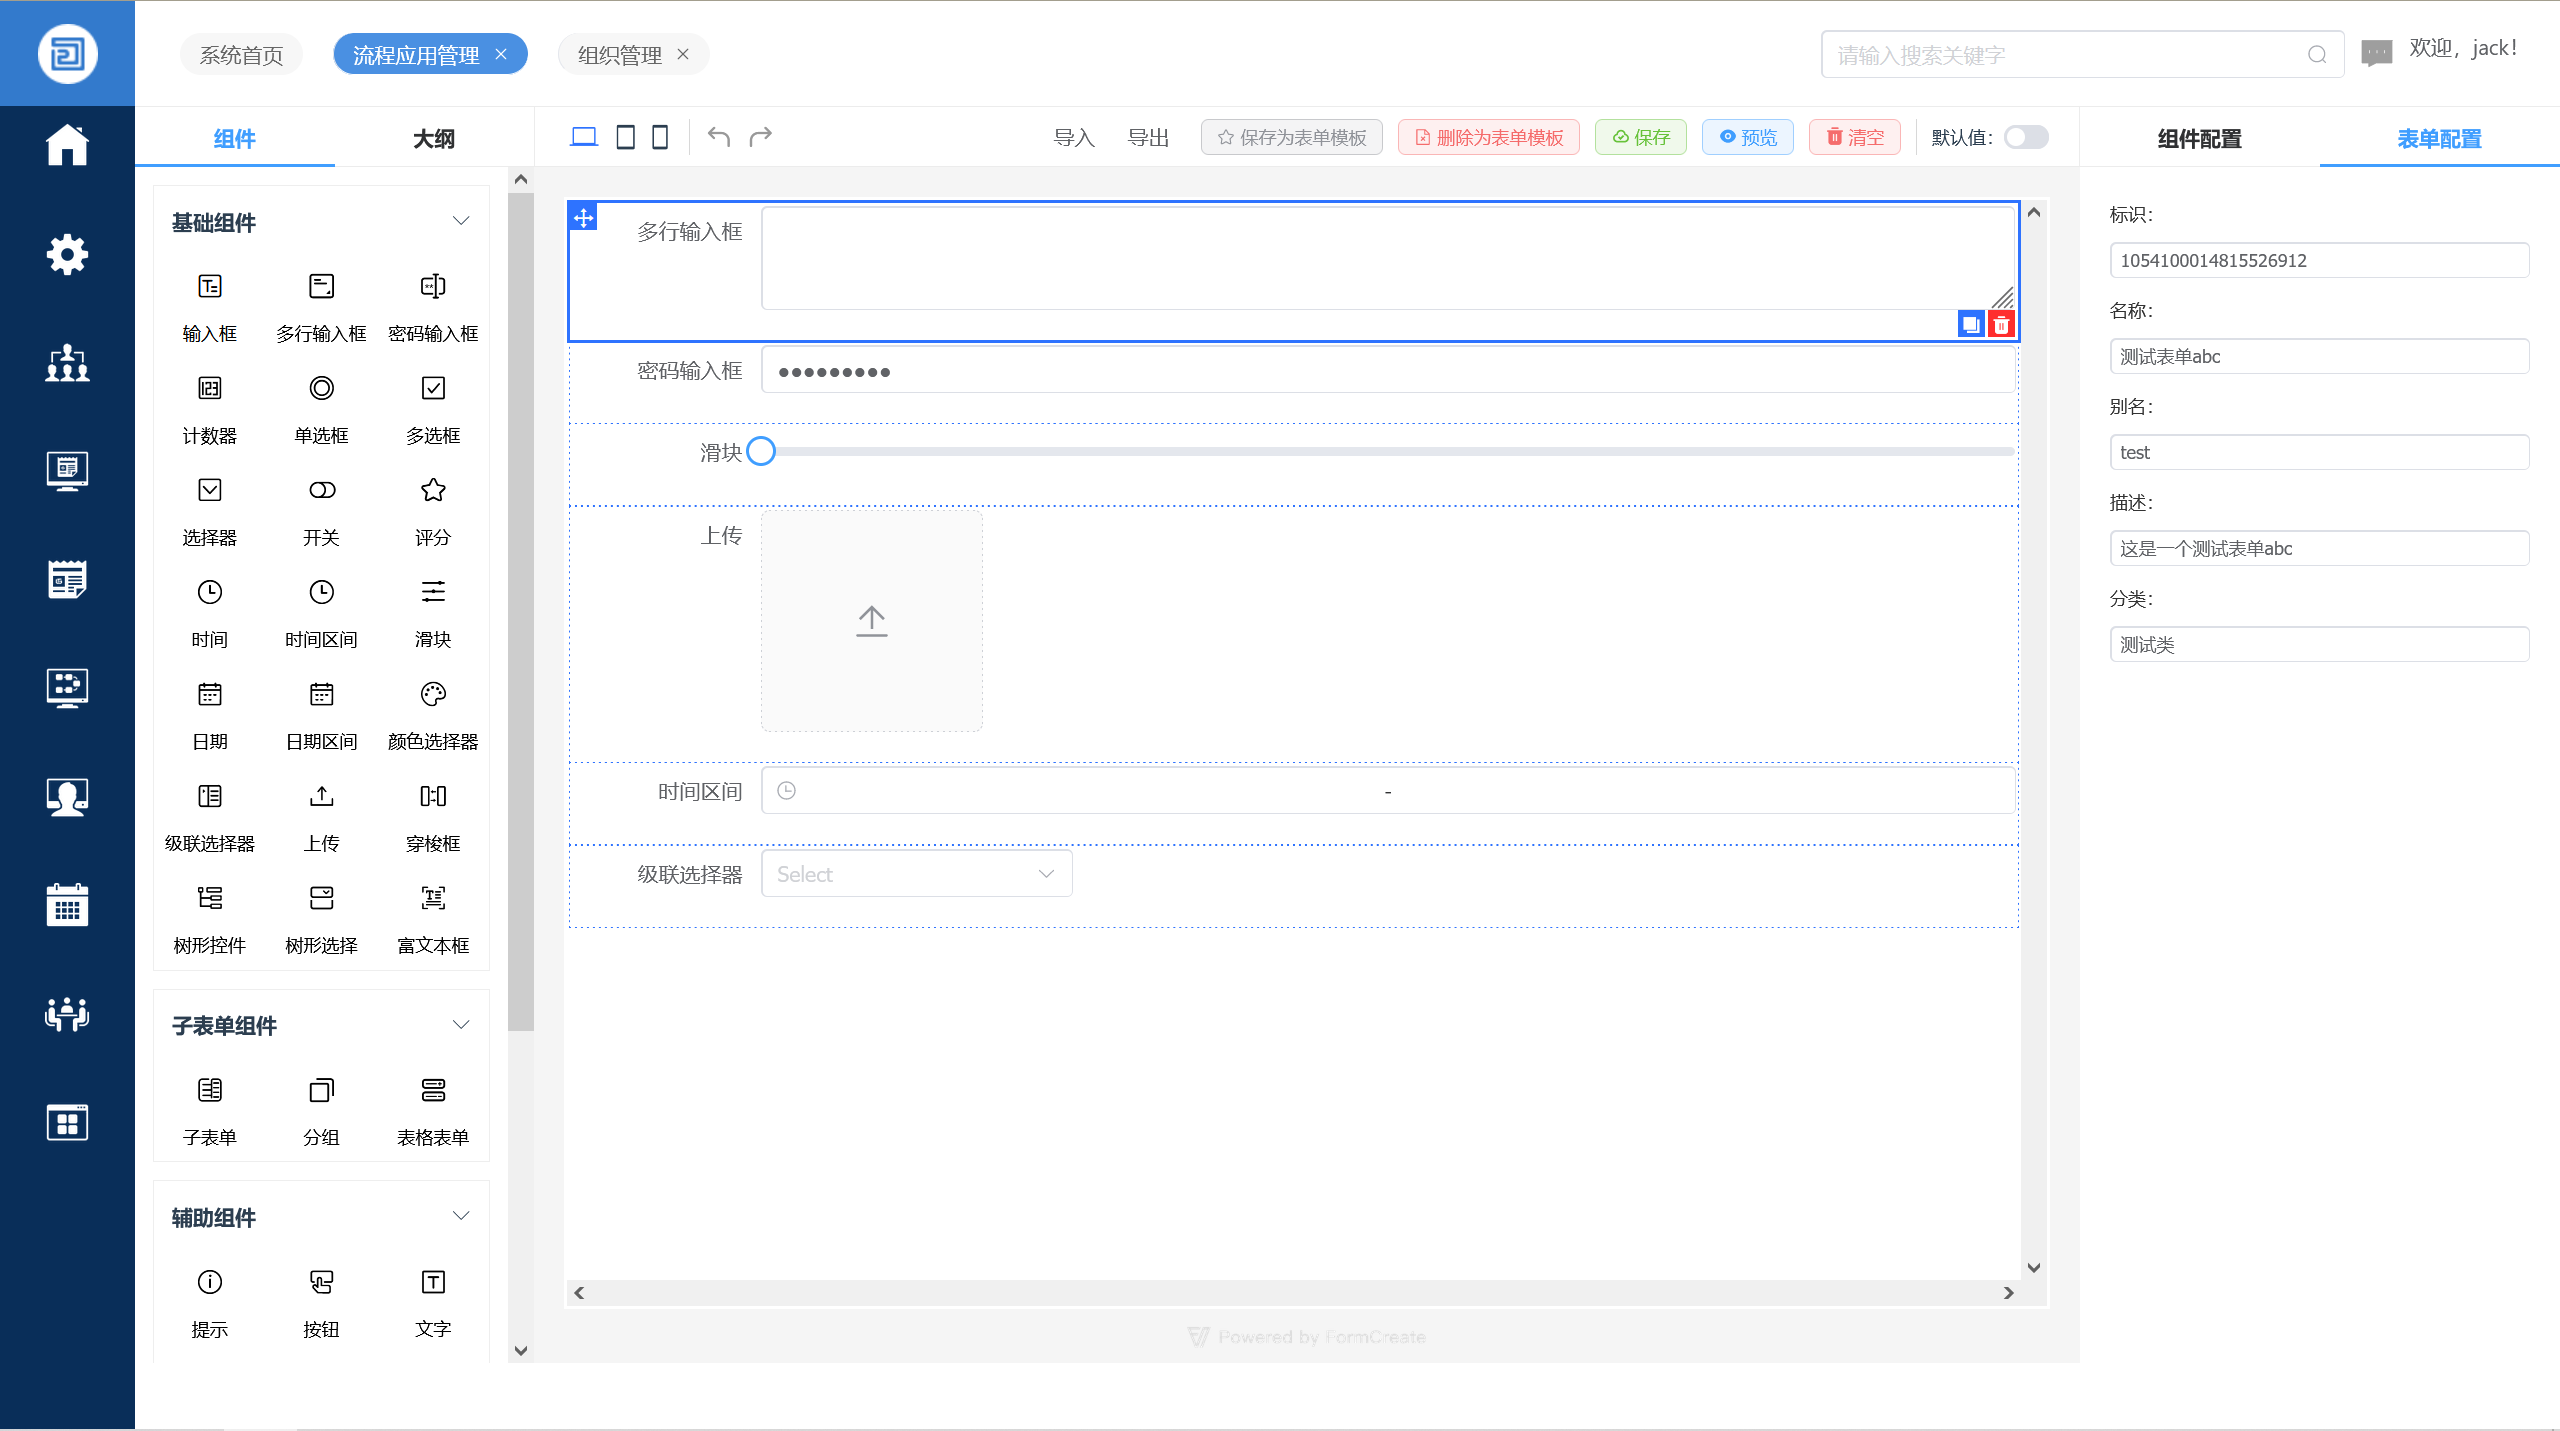 系统首页
流程应用管理
组织管理
请输入搜索关键字
欢迎，jack！
组件
大纲
导入
导出
保存为表单模板
删除为表单模板
保存
预览
清空
默认值：
组件配置
表单配置
基础组件
输入框
多行输入框
密码输入框
计数器
单选框
多选框
选择器
开关
评分
时间
时间区间
滑块
日期
日期区间
颜色选择器
级联选择器
上传
穿梭框
树形控件
树形选择
富文本框
子表单组件
子表单
分组
表格表单
辅助组件
提示
按钮
文字
多行输入框
密码输入框
●●●●●●●●●
滑块
上传
时间区间
-
级联选择器
Select
Powered by FormCreate
标识：
1054100014815526912
名称：
测试表单abc
别名：
test
描述：
这是一个测试表单abc
分类：
测试类